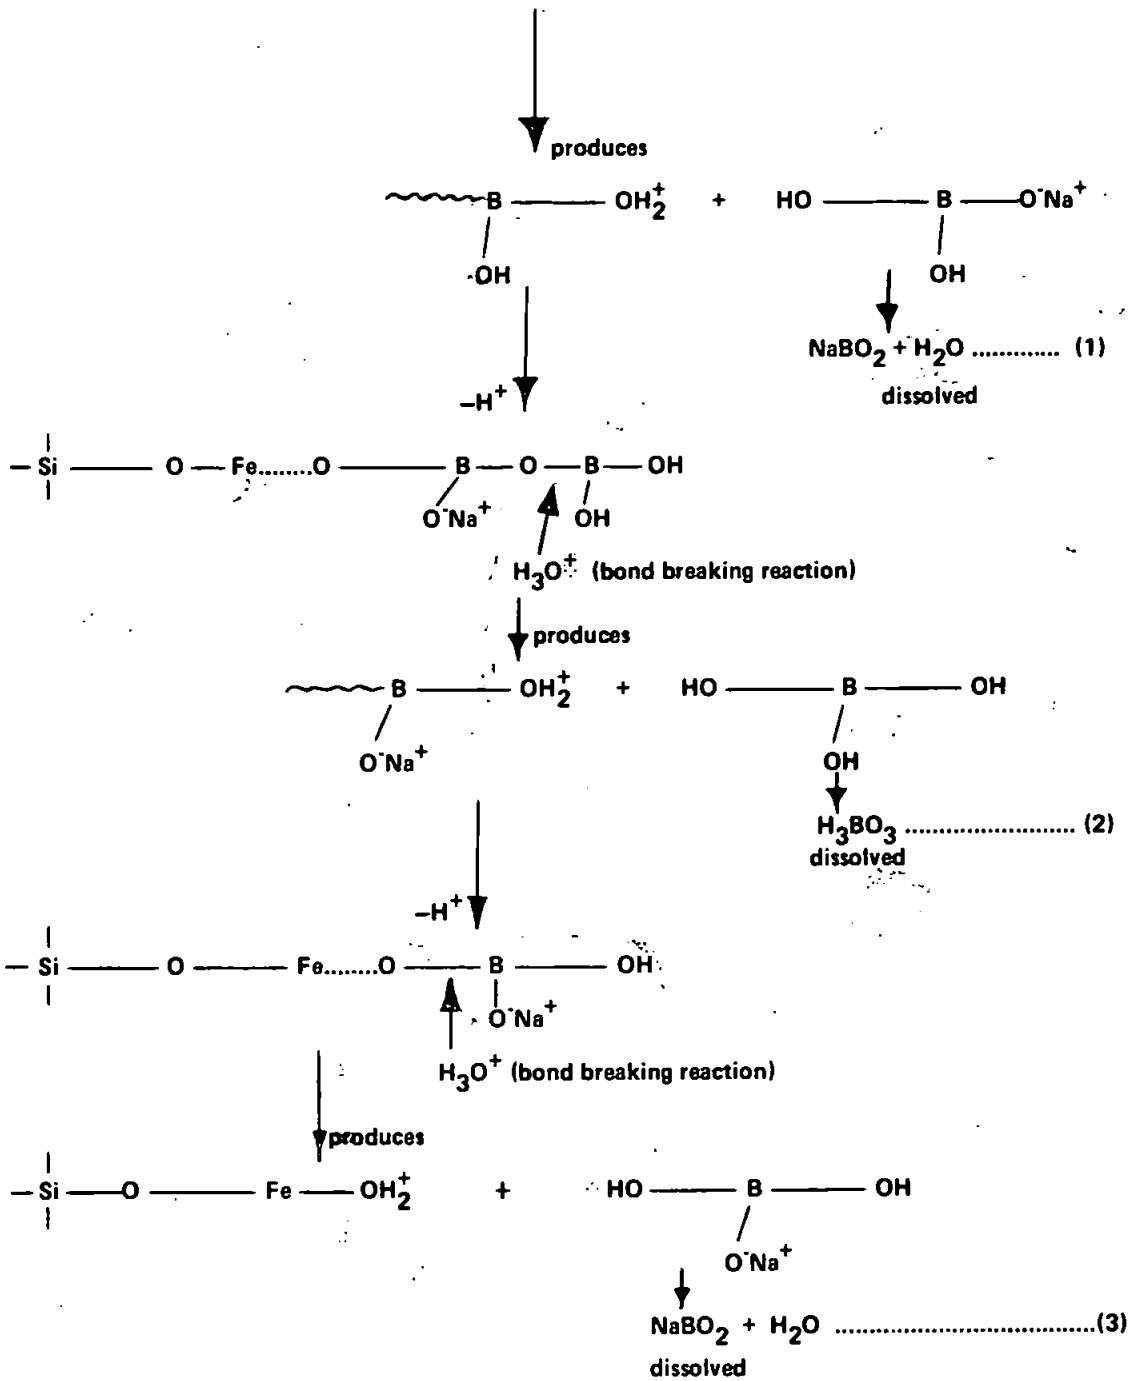 produces
B — OH₂⁺ + HO — B — O⁻Na⁺
OH OH
NaBO₂ + H₂O ............. (1)
dissolved
–H⁺
— Si — O — Fe........O — B — O — B — OH
O⁻Na⁺ OH
H₃O⁺ (bond breaking reaction)
produces
B — OH₂⁺ + HO — B — OH
O⁻Na⁺ OH
H₃BO₃ ......................... (2)
dissolved
–H⁺
— Si — O — Fe........O — B — OH
O⁻Na⁺
H₃O⁺ (bond breaking reaction)
produces
— Si — O — Fe — OH₂⁺ + HO — B — OH
O⁻Na⁺
NaBO₂ + H₂O ......................................(3)
dissolved